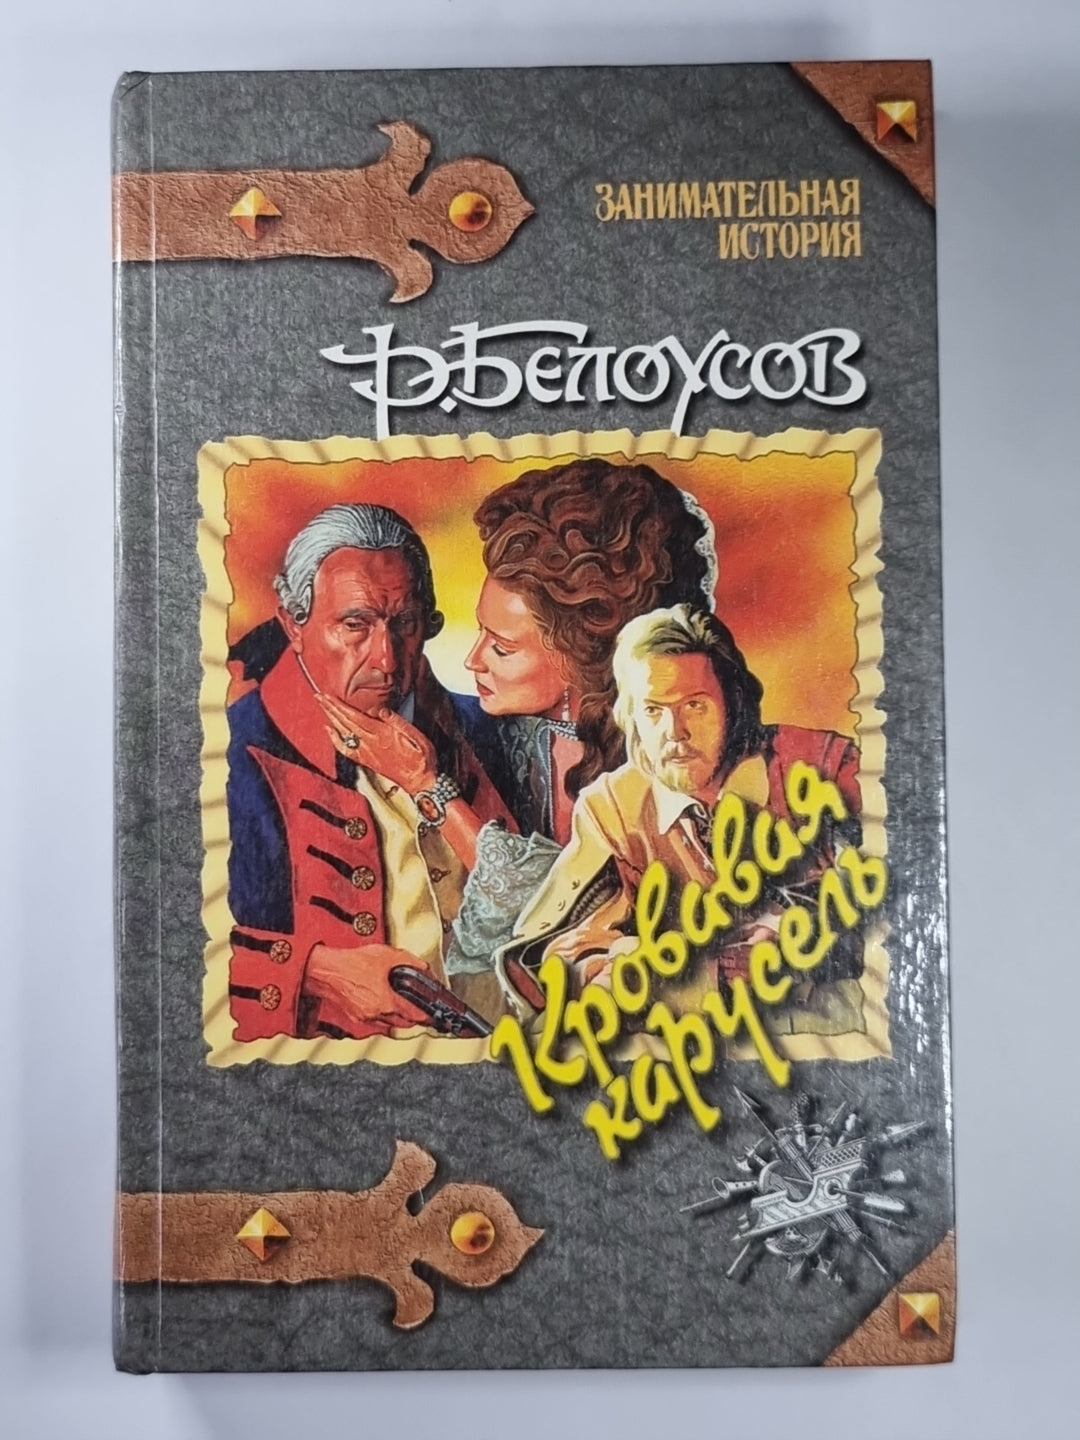 ЗАНИМАТЕЛЬНАЯ
ИСТОРИЯ
Р. БЕЛОУСОВ
Кровавая
карусель